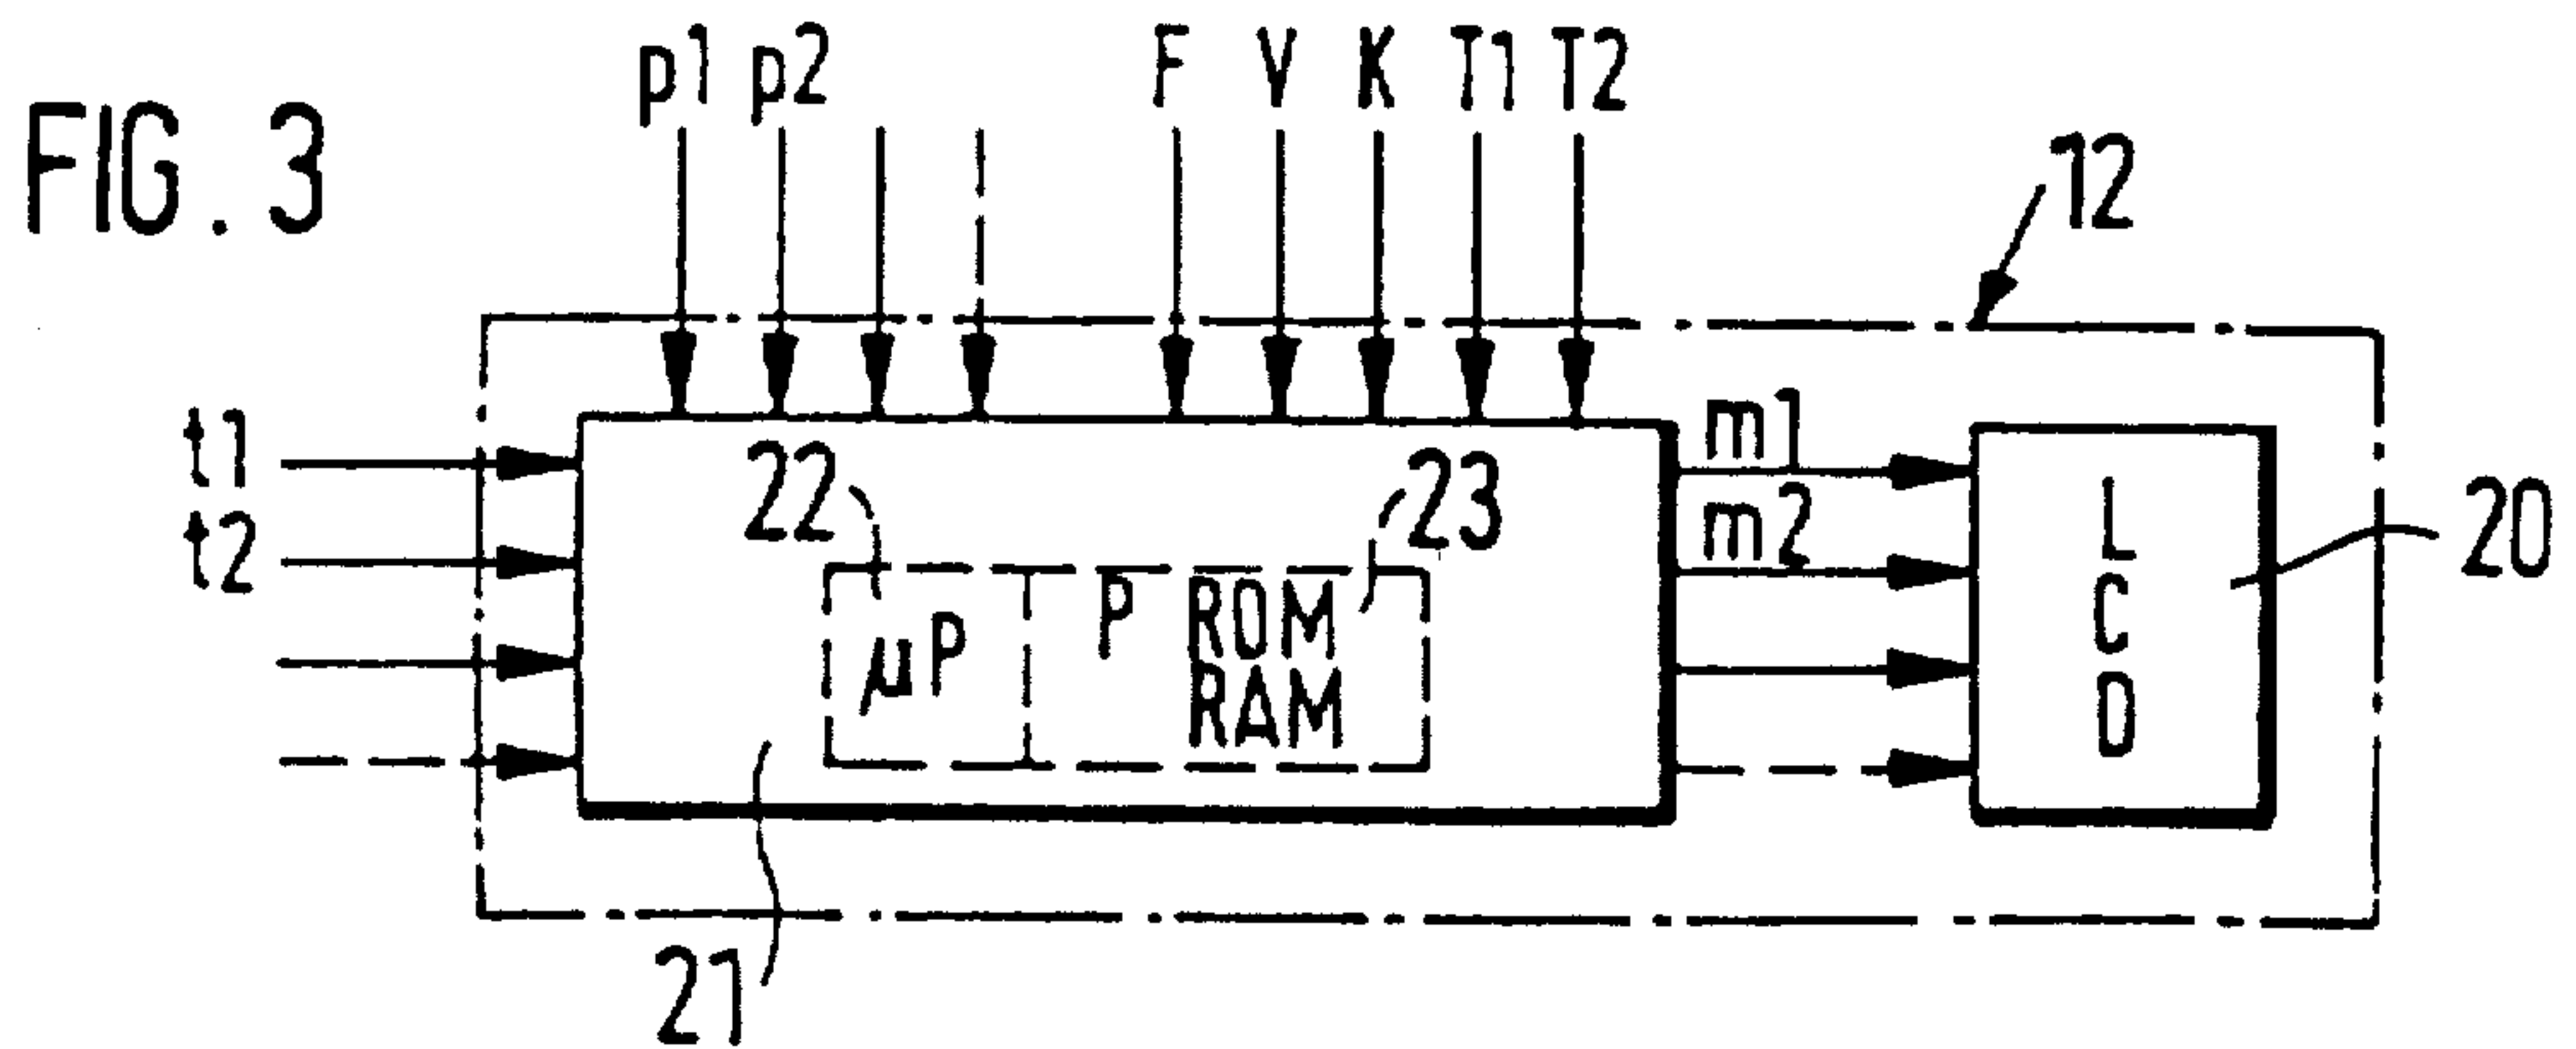 FIG. 3
p1 p2 F V K T1 T2
12
t1
t2
22
23
m1
m2
20
µP
P ROM
RAM
L
C
D
21